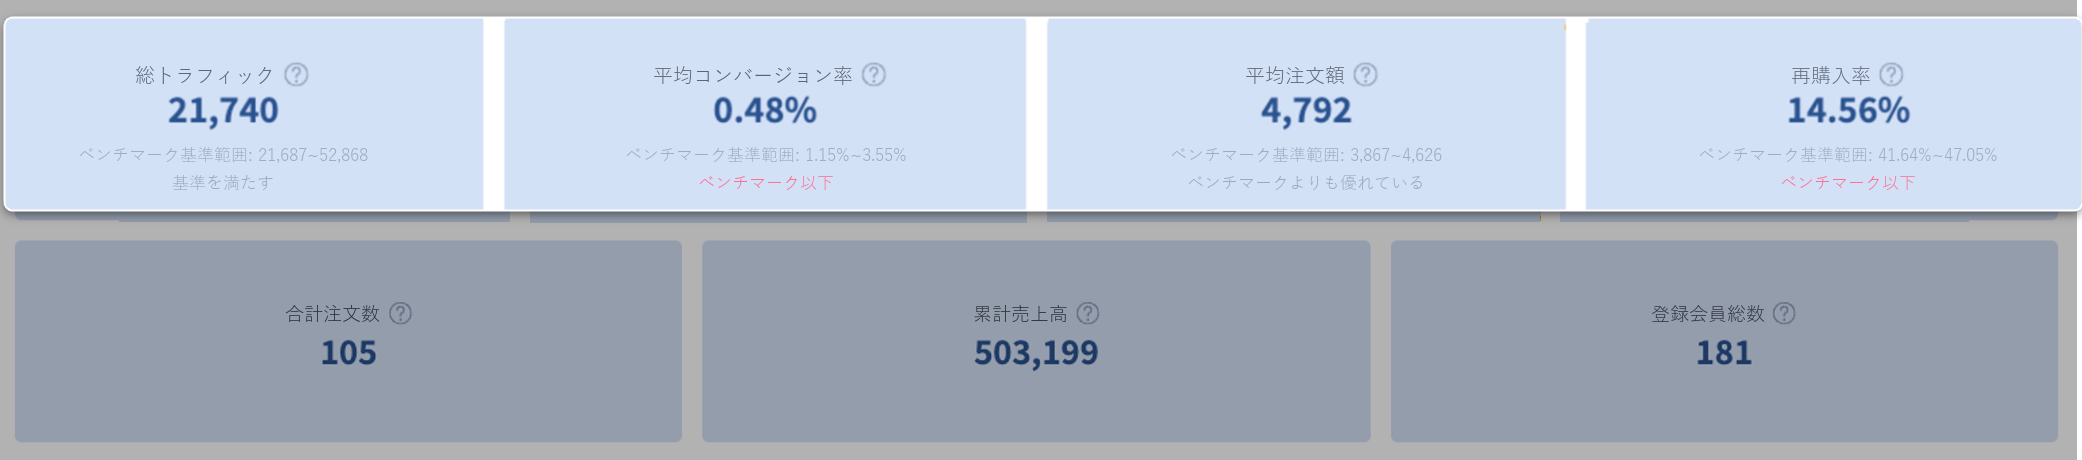 総トラフィック
21,740
ベンチマーク基準範囲: 21,687~52,868
基準を満たす
平均コンバージョン率
0.48%
ベンチマーク基準範囲: 1.15%~3.55%
ベンチマーク以下
平均注文額
4,792
ベンチマーク基準範囲: 3,867~4,626
ベンチマークよりも優れている
再購入率
14.56%
ベンチマーク基準範囲: 41.64%~47.05%
ベンチマーク以下
合計注文数
105
累計売上高
503,199
登録会員総数
181